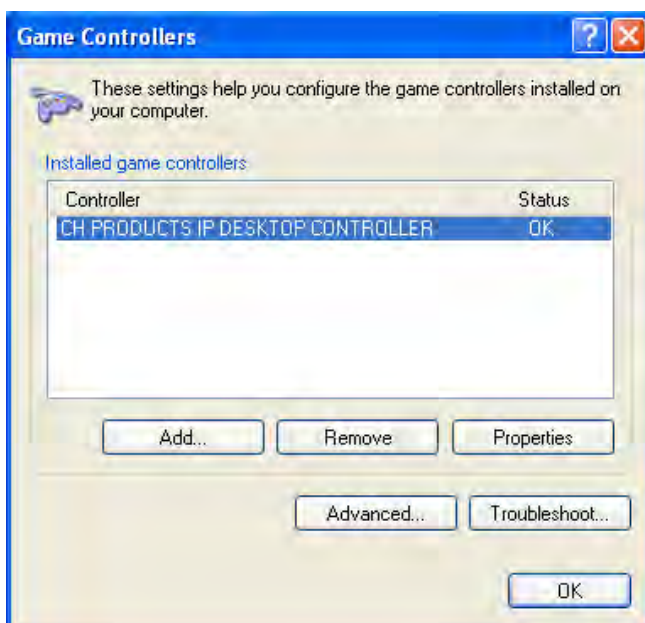 Game Controllers
?
These settings help you configure the game controllers installed on
your computer.
Installed game controllers
Controller Status
CH PRODUCTS IP DESKTOP CONTROLLER OK
Add... Remove Properties
Advanced... Troubleshoot...
OK